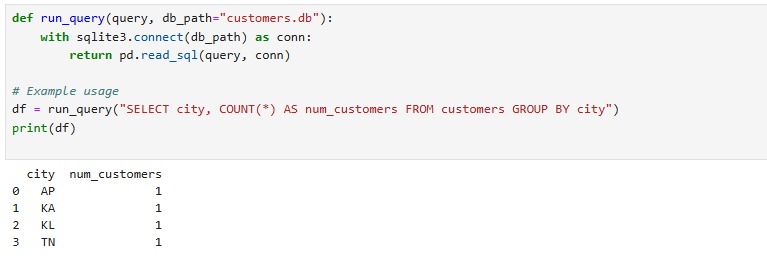 def run_query(query, db_path="customers.db"):
    with sqlite3.connect(db_path) as conn:
        return pd.read_sql(query, conn)

# Example usage
df = run_query("SELECT city, COUNT(*) AS num_customers FROM customers GROUP BY city")
print(df)

  city  num_customers
0   AP              1
1   KA              1
2   KL              1
3   TN              1